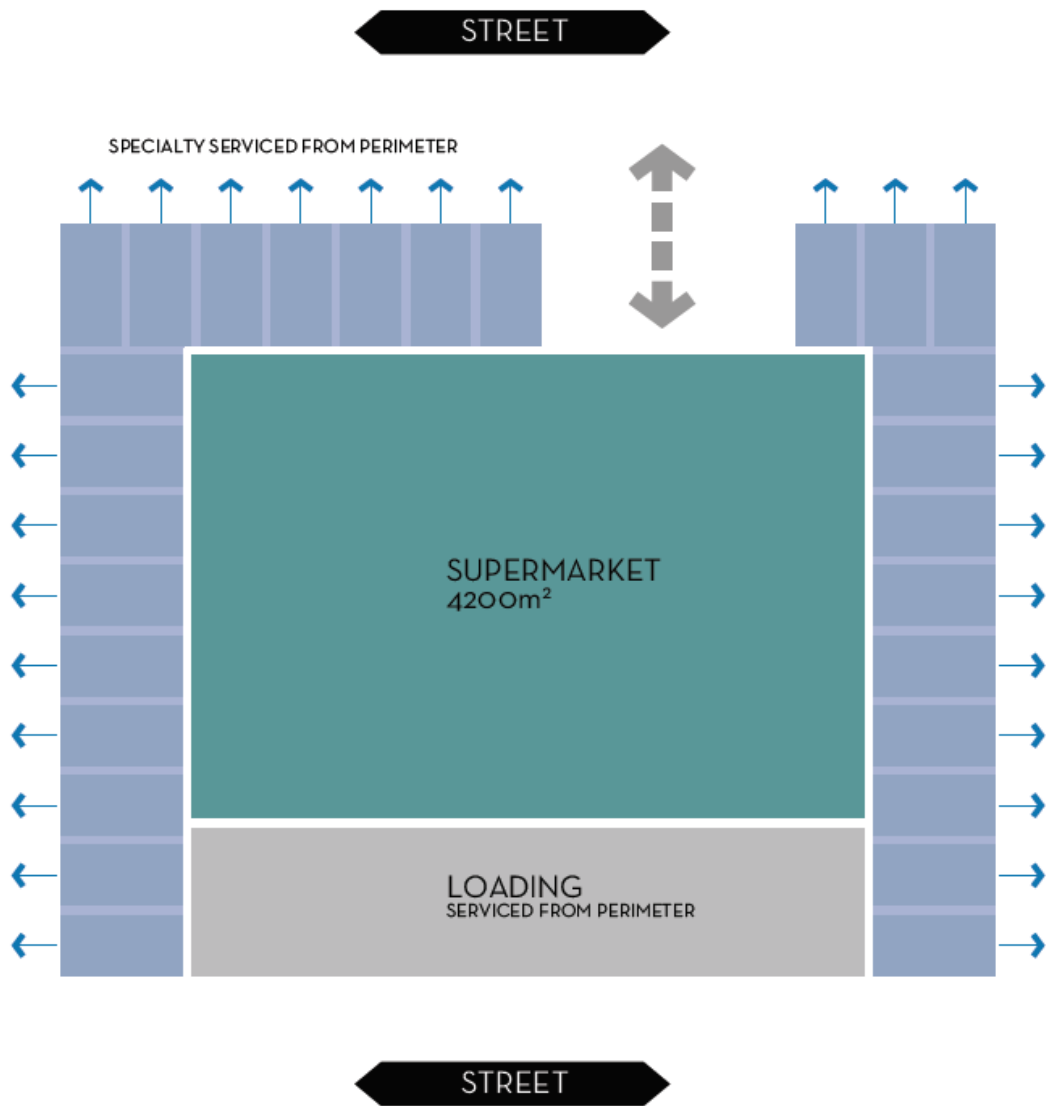 STREET
SPECIALTY SERVICED FROM PERIMETER
SUPERMARKET
4200m²
LOADING
SERVICED FROM PERIMETER
STREET